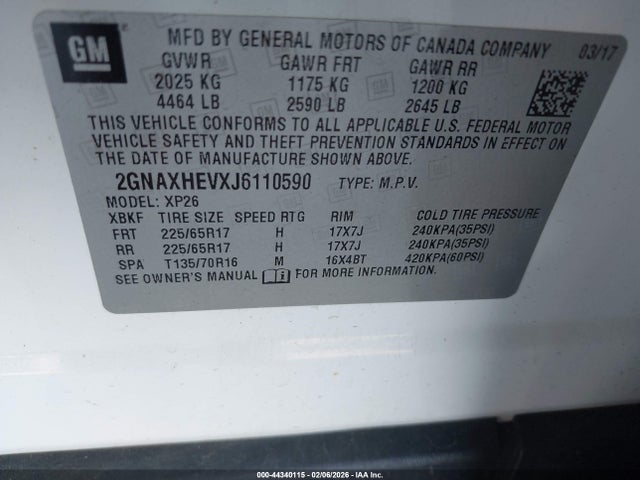 GM
MFD BY GENERAL MOTORS OF CANADA COMPANY 03/17
GVWR GAWR FRT GAWR RR
2025 KG 1175 KG 1200 KG
4464 LB 2590 LB 2645 LB
THIS VEHICLE CONFORMS TO ALL APPLICABLE U.S. FEDERAL MOTOR
VEHICLE SAFETY AND THEFT PREVENTION STANDARDS IN EFFECT ON
THE DATE OF MANUFACTURE SHOWN ABOVE.
2GNAXHEVXJ6110590 TYPE: M.P.V.
MODEL: XP26
XBKF TIRE SIZE SPEED RTG RIM COLD TIRE PRESSURE
FRT 225/65R17 H 17X7J 240KPA(35PSI)
RR 225/65R17 H 17X7J 240KPA(35PSI)
SPA T135/70R16 M 16X4BT 420KPA(60PSI)
SEE OWNER'S MANUAL FOR ADDITIONAL INFORMATION.
000-44340115 - 02/06/2026 - IAA Inc.